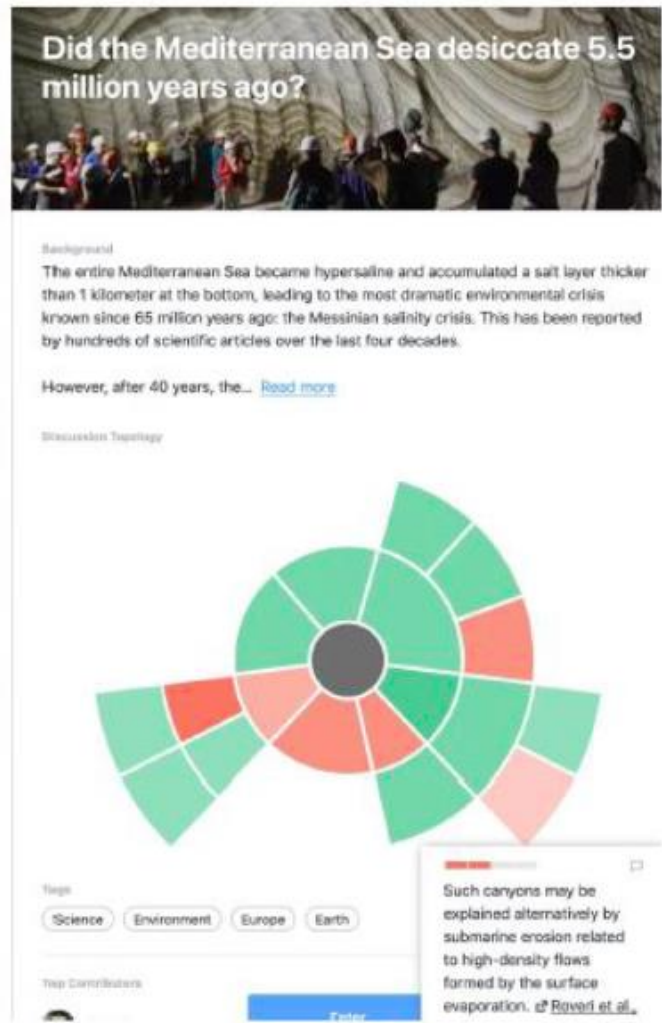 Did the Mediterranean Sea desiccate 5.5
million years ago?
Background
The entire Mediterranean Sea became hypersaline and accumulated a salt layer thicker
than 1 kilometer at the bottom, leading to the most dramatic environmental crisis
known since 65 million years ago: the Messinian salinity crisis. This has been reported
by hundreds of scientific articles over the last four decades.
However, after 40 years, the... Read more
Discussion Topology
Tags
Science Environment Europe Earth
Top Contributors
Enter
Such canyons may be
explained alternatively by
submarine erosion related
to high-density flows
formed by the surface
evaporation. Roveri et al.,